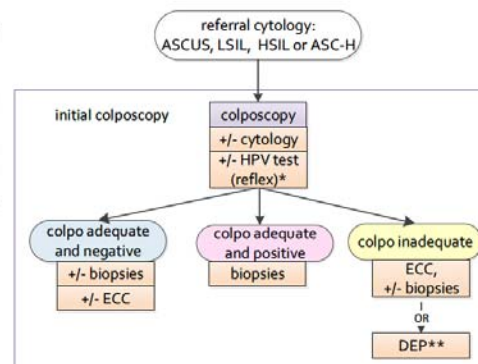 referral cytology:
ASCUS, LSIL, HSIL or ASC-H
initial colposcopy
colposcopy
+/- cytology
+/- HPV test
(reflex)*
colpo adequate
and negative
+/- biopsies
+/- ECC
colpo adequate
and positive
biopsies
colpo inadequate
ECC,
+/- biopsies
OR
DEP**